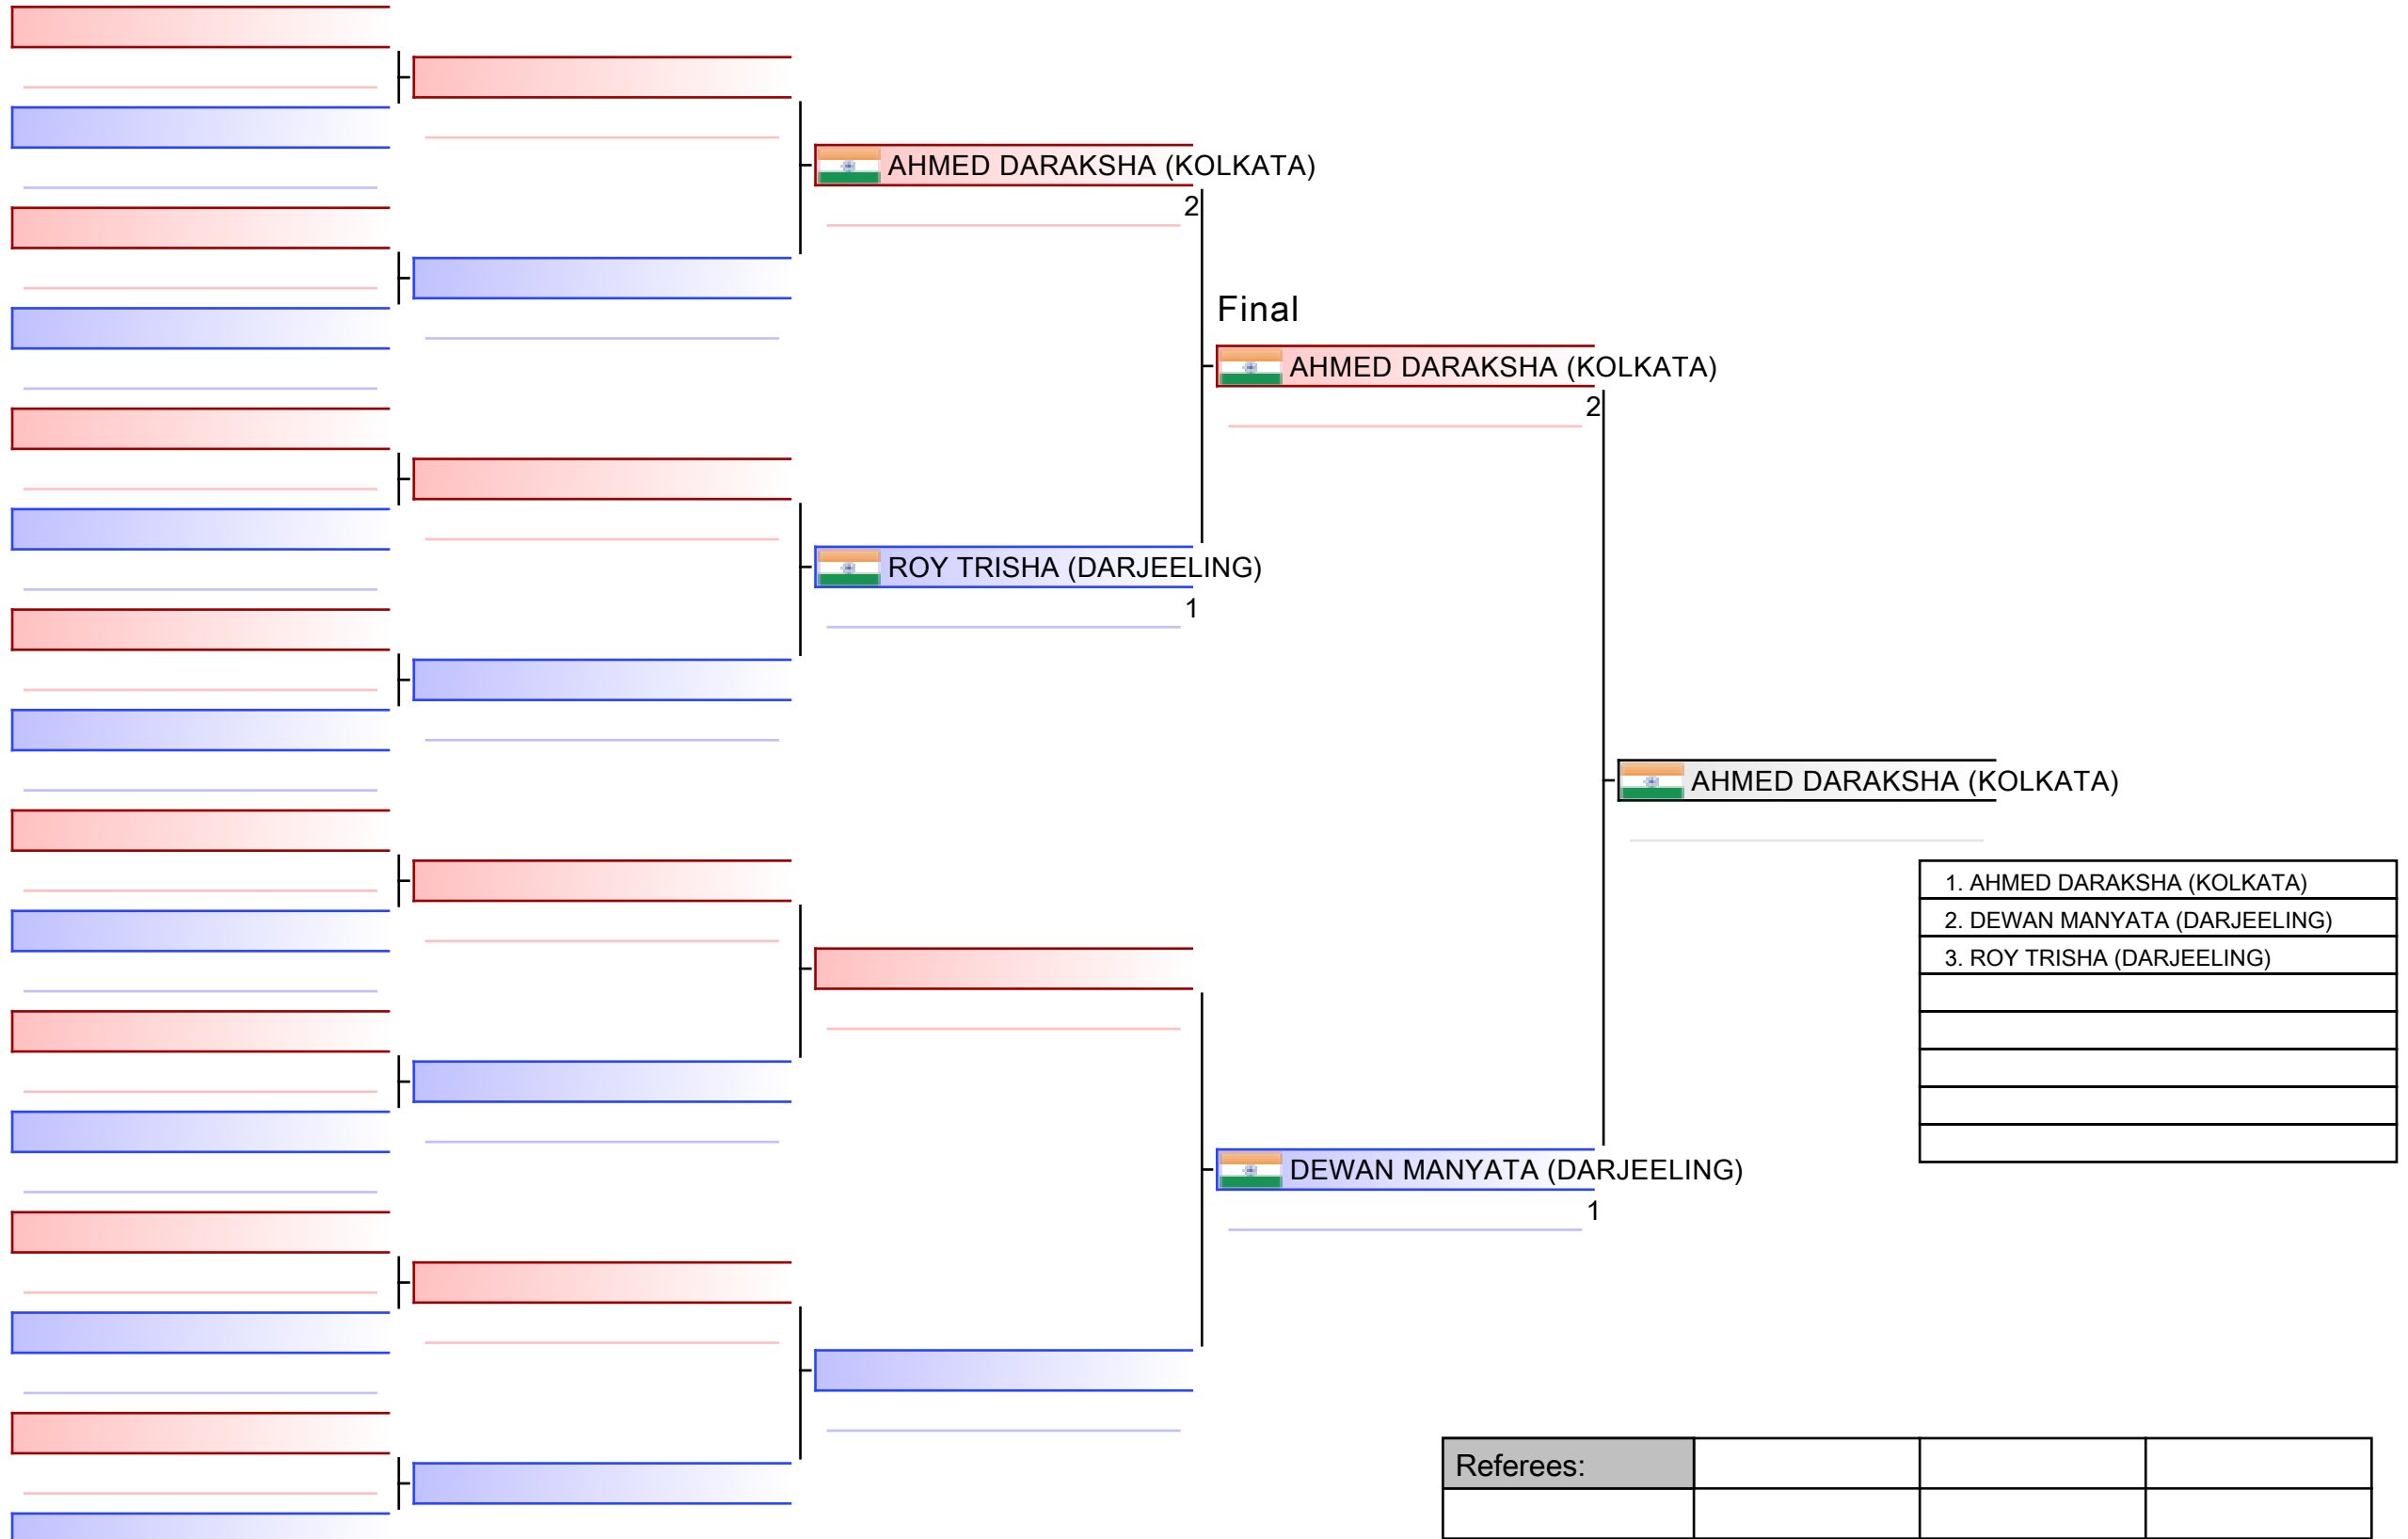 AHMED DARAKSHA (KOLKATA)
2
Final
AHMED DARAKSHA (KOLKATA)
2
ROY TRISHA (DARJEELING)
1
AHMED DARAKSHA (KOLKATA)
1. AHMED DARAKSHA (KOLKATA)
2. DEWAN MANYATA (DARJEELING)
3. ROY TRISHA (DARJEELING)
DEWAN MANYATA (DARJEELING)
1
Referees: